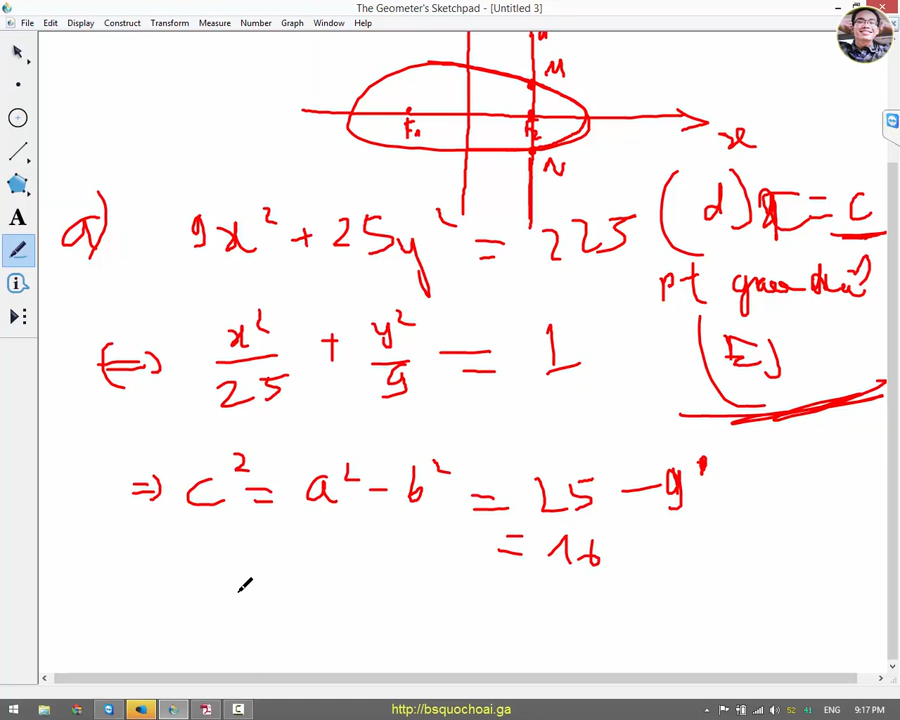 The Geometer's Sketchpad - [Untitled 3]
File Edit Display Construct Transform Measure Number Graph Window Help
M
F₁ F₂
x
N
a) 9x² + 25y² = 225
(d) = c
pt
(E)
⇔ x²/25 + y²/9 = 1
⇒ c² = a² - b² = 25 - 9
= 16
A
http://bsquochoai.ga
52 41 ENG 9:17 PM